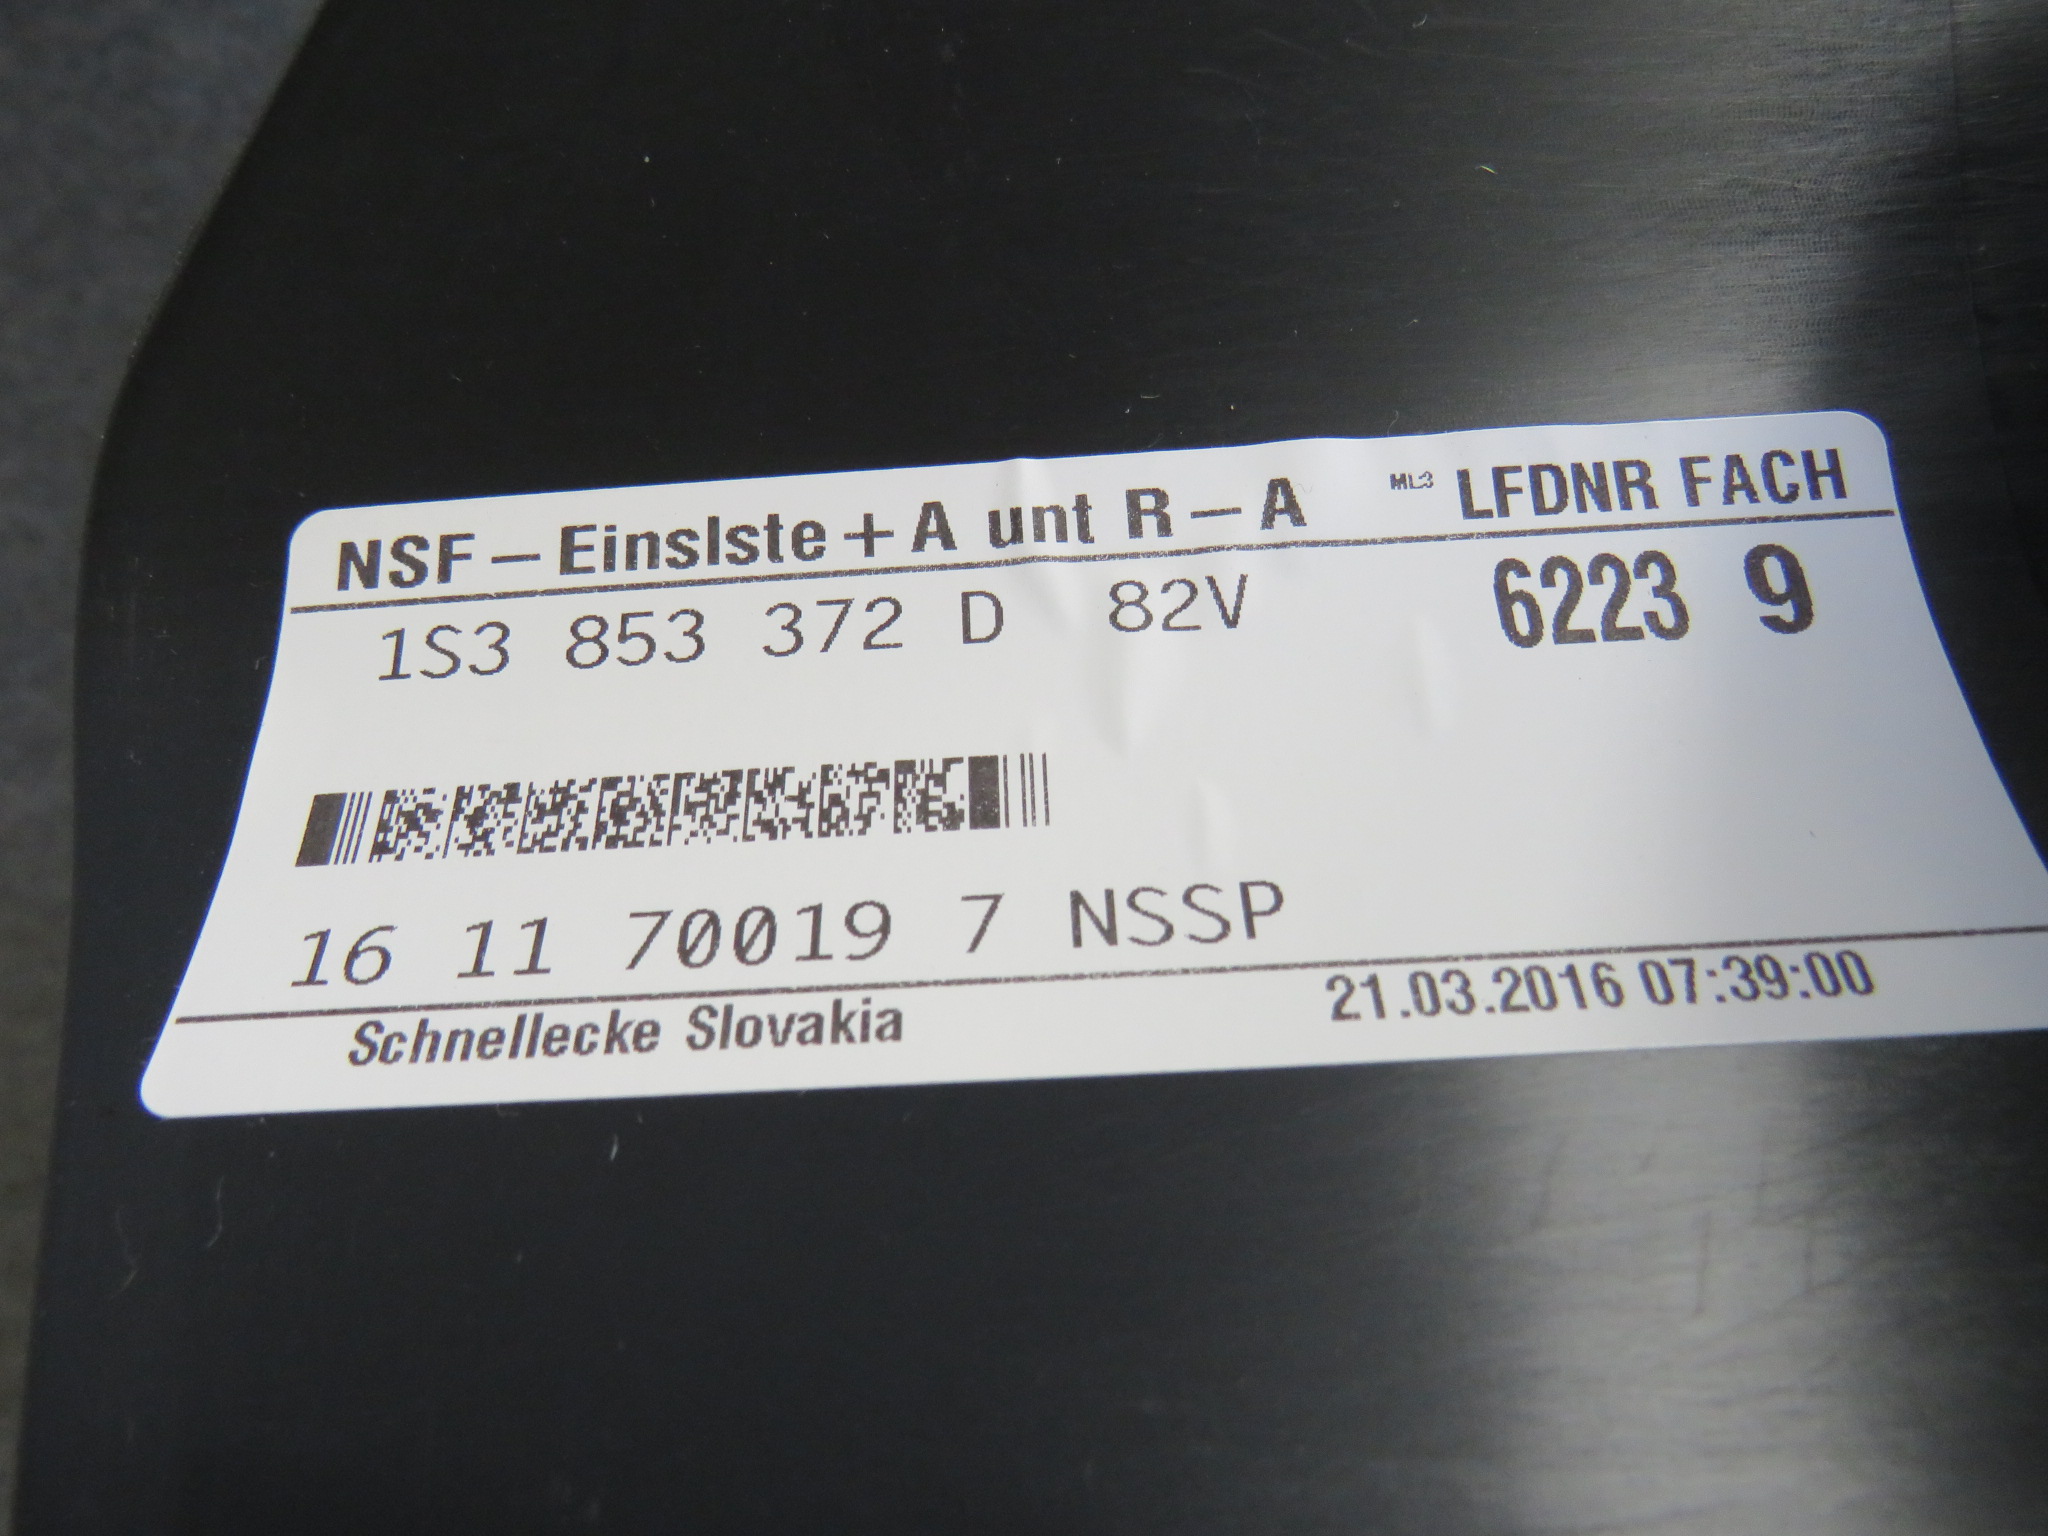 NSF – Einslste + A unt R – A ML3 LFDNR FACH
1S3 853 372 D 82V 6223 9
16 11 70019 7 NSSP
Schnellecke Slovakia 21.03.2016 07:39:00